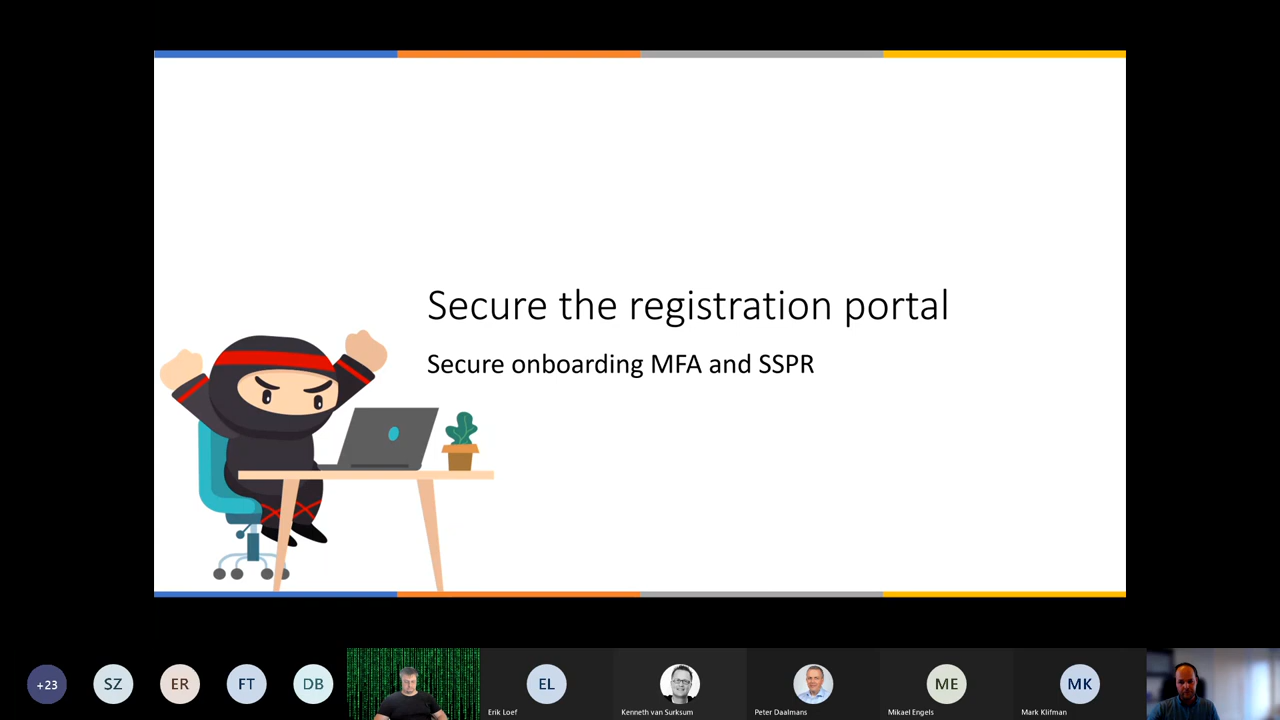 Secure the registration portal
Secure onboarding MFA and SSPR
+23
SZ
ER
FT
DB
EL
ME
MK
Erik Loef
Kenneth van Surksum
Peter Daalmans
Mikael Engels
Mark Klifman